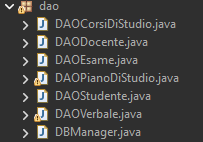 dao
DAOCorsiDiStudio.java
DAODocente.java
DAOEsame.java
DAOPianoDiStudio.java
DAOStudente.java
DAOVerbale.java
DBManager.java